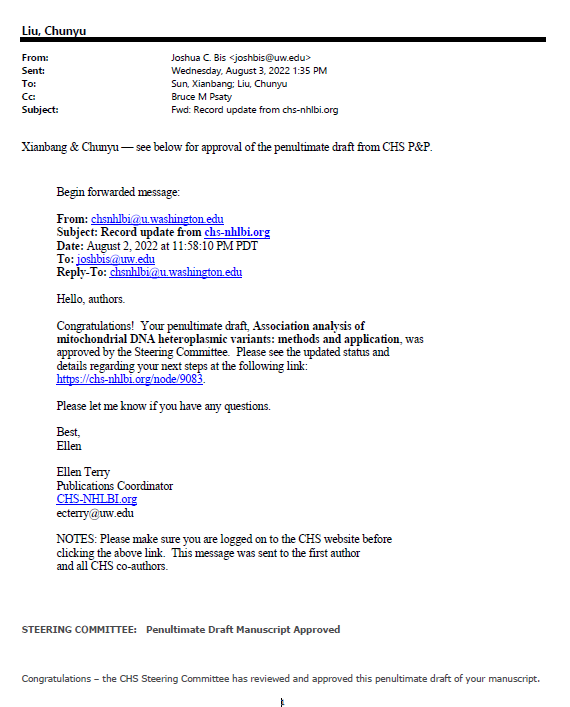 Liu, Chunyu
From: Joshua C. Bis <joshbis@uw.edu>
Sent: Wednesday, August 3, 2022 1:35 PM
To: Sun, Xianbang; Liu, Chunyu
Cc: Bruce M Psaty
Subject: Fwd: Record update from chs-nhlbi.org
Xianbang & Chunyu — see below for approval of the penultimate draft from CHS P&P.
Begin forwarded message:
From: chsnhlbi@u.washington.edu
Subject: Record update from chs-nhlbi.org
Date: August 2, 2022 at 11:58:10 PM PDT
To: joshbis@uw.edu
Reply-To: chsnhlbi@u.washington.edu
Hello, authors.
Congratulations! Your penultimate draft, Association analysis of
mitochondrial DNA heteroplasmic variants: methods and application, was
approved by the Steering Committee. Please see the updated status and
details regarding your next steps at the following link:
https://chs-nhlbi.org/node/9083.
Please let me know if you have any questions.
Best,
Ellen
Ellen Terry
Publications Coordinator
CHS-NHLBI.org
ecterry@uw.edu
NOTES: Please make sure you are logged on to the CHS website before
clicking the above link. This message was sent to the first author
and all CHS co-authors.
STEERING COMMITTEE: Penultimate Draft Manuscript Approved
Congratulations – the CHS Steering Committee has reviewed and approved this penultimate draft of your manuscript.
1